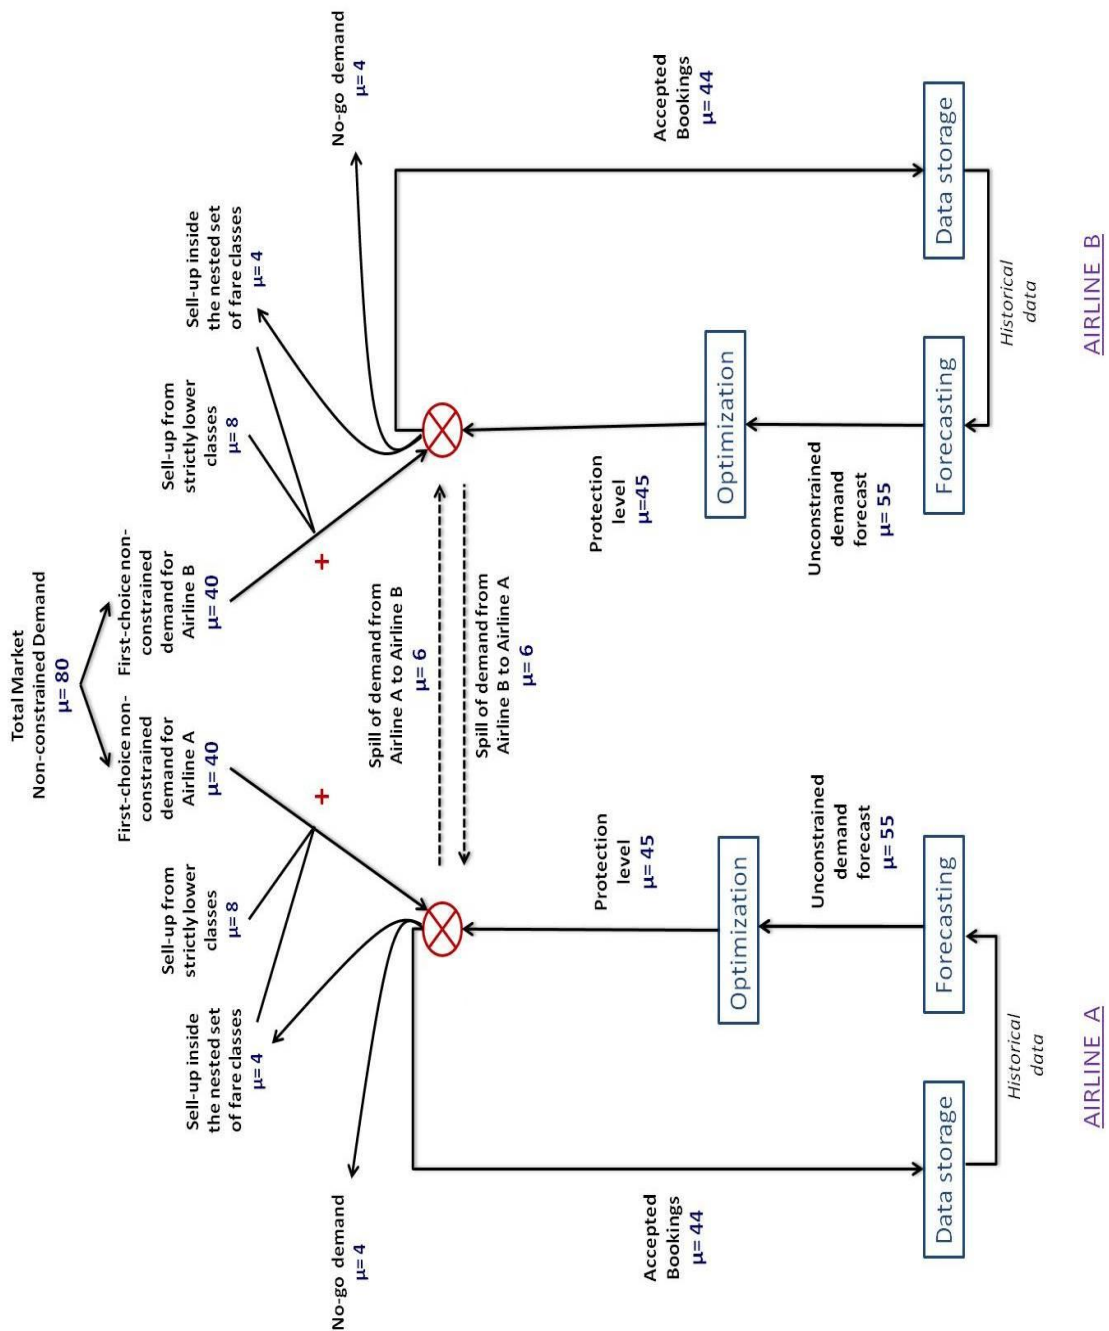 Total Market
Non-constrained Demand
μ= 80
First-choice non-
constrained
demand for
Airline A
μ= 40
First-choice non-
constrained
demand for
Airline B
μ= 40
Sell-up from
strictly lower
classes
μ= 8
Sell-up inside
the nested set
of fare classes
μ= 4
No-go demand
μ= 4
+
Sell-up from
strictly lower
classes
μ= 8
Sell-up inside
the nested set
of fare classes
μ= 4
No-go demand
μ= 4
+
Spill of demand from
Airline A to Airline B
μ= 6
Spill of demand from
Airline B to Airline A
μ= 6
Accepted
Bookings
μ= 44
Protection
level
μ= 45
Optimization
Unconstrained
demand
forecast
μ= 55
Data storage
Forecasting
Historical
data
AIRLINE A
Protection
level
μ=45
Accepted
Bookings
μ= 44
Optimization
Unconstrained
demand
forecast
μ= 55
Forecasting
Data storage
Historical
data
AIRLINE B